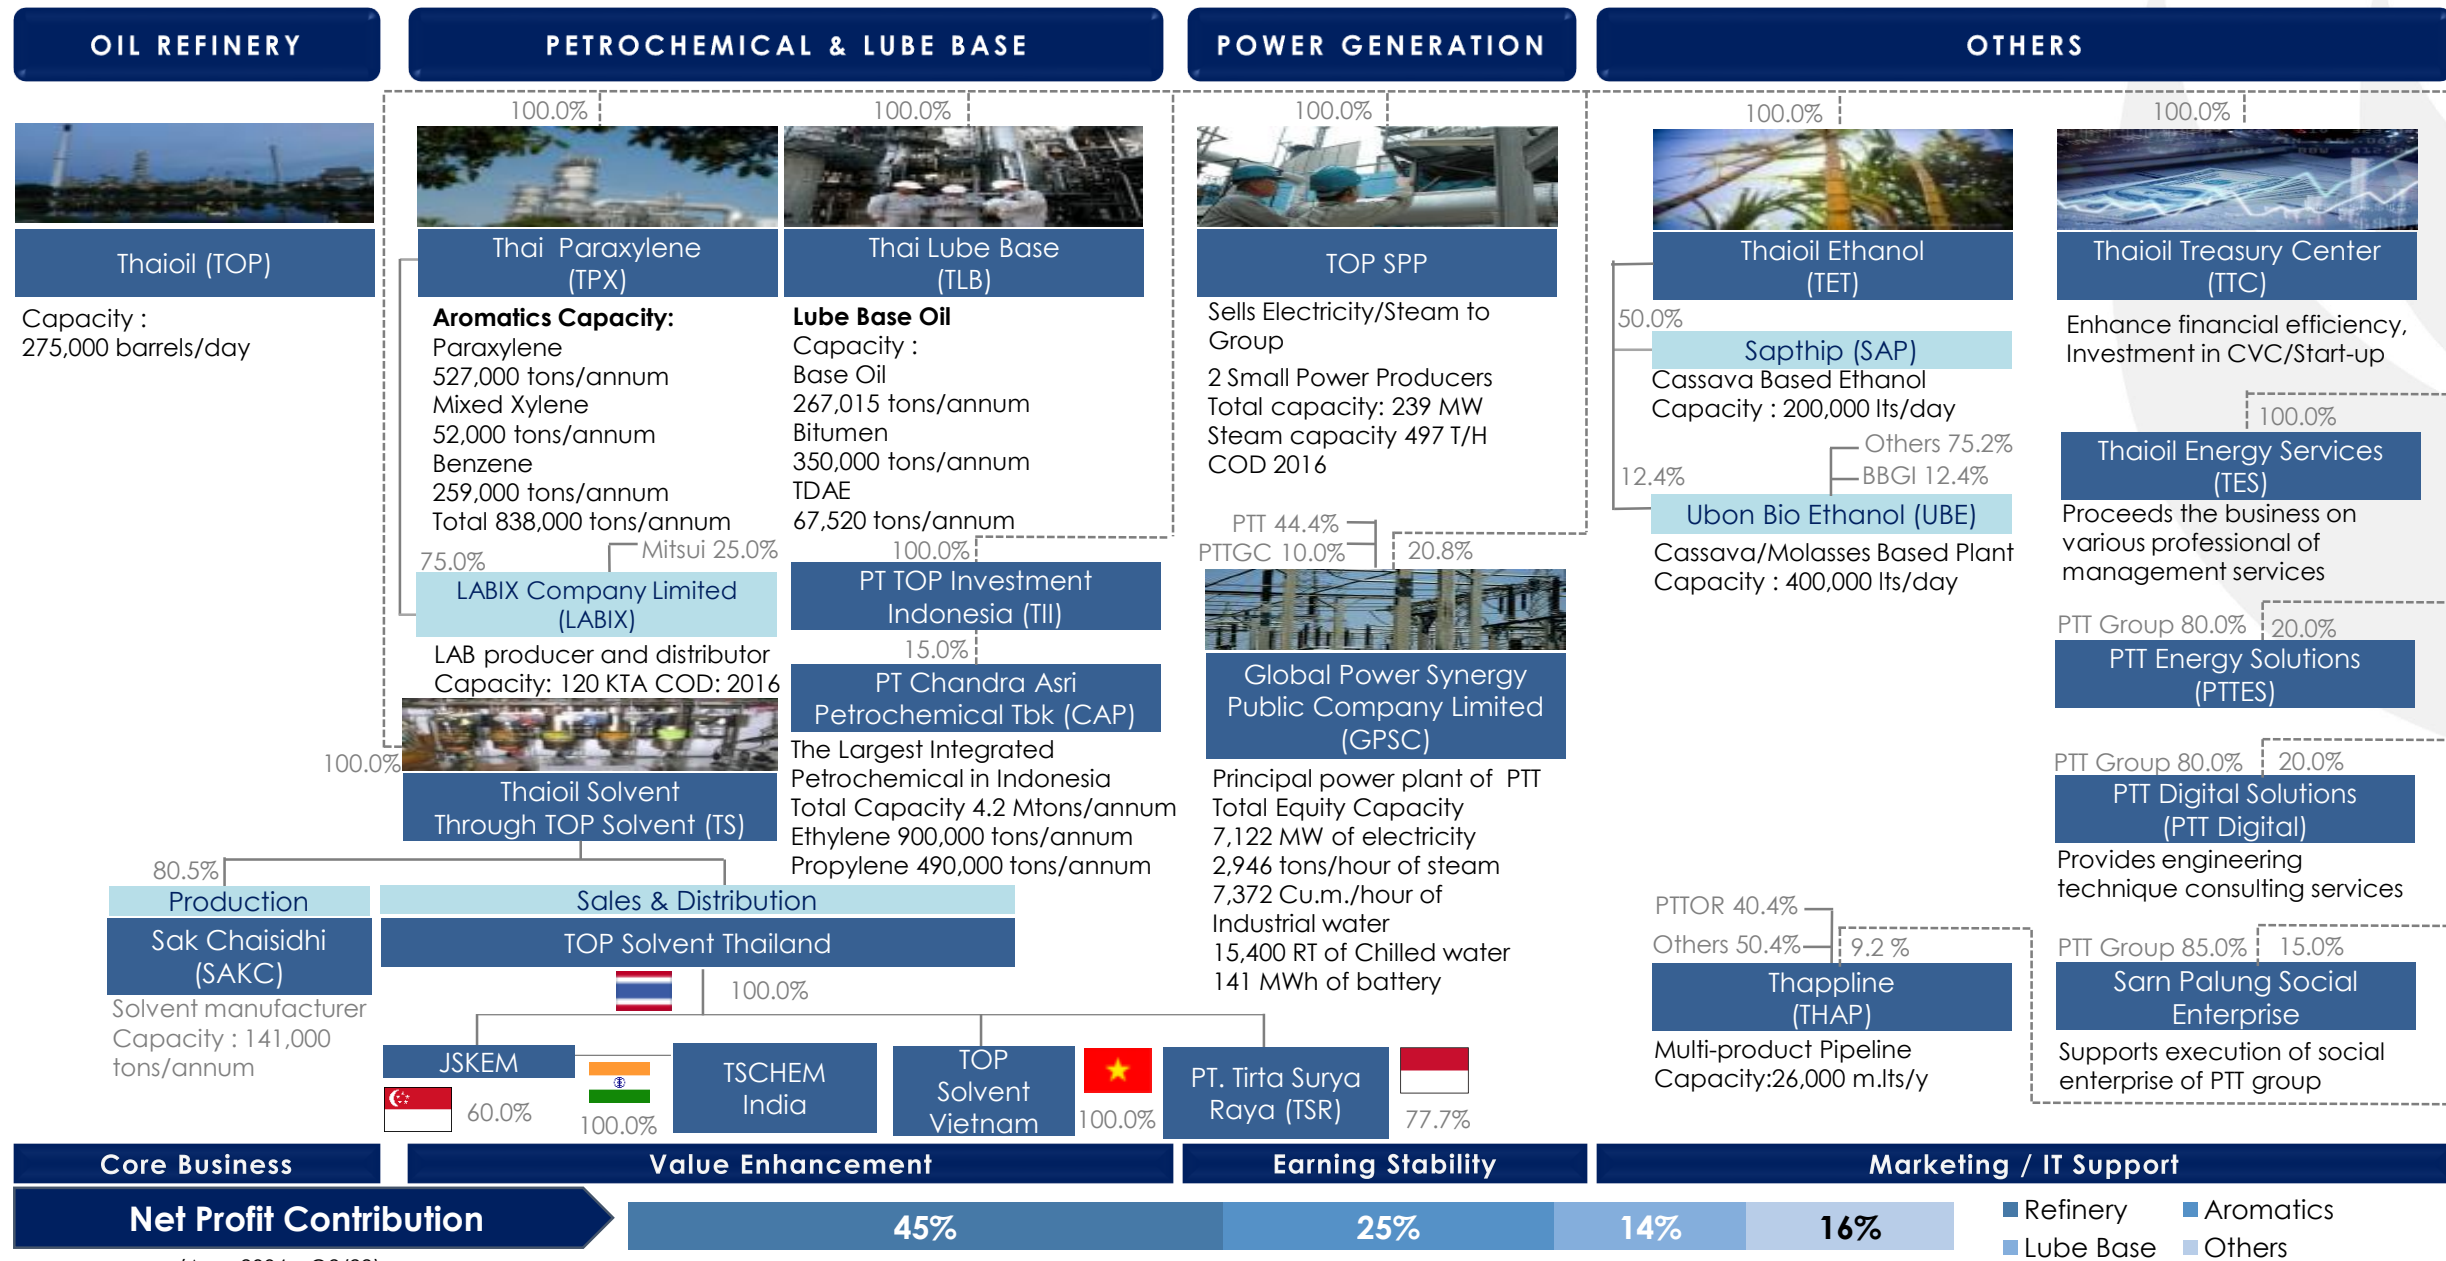 OIL REFINERY
PETROCHEMICAL & LUBE BASE
POWER GENERATION
OTHERS
Thaioil (TOP)
Capacity :
275,000 barrels/day
100.0%
Thai Paraxylene
(TPX)
Aromatics Capacity:
Paraxylene
527,000 tons/annum
Mixed Xylene
52,000 tons/annum
Benzene
259,000 tons/annum
Total 838,000 tons/annum
75.0%
Mitsui 25.0%
LABIX Company Limited
(LABIX)
LAB producer and distributor
Capacity: 120 KTA COD: 2016
100.0%
Thaioil Solvent
Through TOP Solvent (TS)
100.0%
Thai Lube Base
(TLB)
Lube Base Oil
Capacity :
Base Oil
267,015 tons/annum
Bitumen
350,000 tons/annum
TDAE
67,520 tons/annum
100.0%
PT TOP Investment
Indonesia (TII)
15.0%
PT Chandra Asri
Petrochemical Tbk (CAP)
The Largest Integrated
Petrochemical in Indonesia
Total Capacity 4.2 Mtons/annum
Ethylene 900,000 tons/annum
Propylene 490,000 tons/annum
80.5%
Production
Sak Chaisidhi
(SAKC)
Solvent manufacturer
Capacity : 141,000
tons/annum
Sales & Distribution
TOP Solvent Thailand
100.0%
JSKEM
60.0%
100.0%
TSCHEM
India
TOP
Solvent
Vietnam
100.0%
PT. Tirta Surya
Raya (TSR)
77.7%
100.0%
TOP SPP
Sells Electricity/Steam to
Group
2 Small Power Producers
Total capacity: 239 MW
Steam capacity 497 T/H
COD 2016
PTT 44.4%
PTTGC 10.0%
20.8%
Global Power Synergy
Public Company Limited
(GPSC)
Principal power plant of PTT
Total Equity Capacity
7,122 MW of electricity
2,946 tons/hour of steam
7,372 Cu.m./hour of
Industrial water
15,400 RT of Chilled water
141 MWh of battery
100.0%
Thaioil Ethanol
(TET)
50.0%
Sapthip (SAP)
Cassava Based Ethanol
Capacity : 200,000 lts/day
Others 75.2%
BBGI 12.4%
12.4%
Ubon Bio Ethanol (UBE)
Cassava/Molasses Based Plant
Capacity : 400,000 lts/day
PTTOR 40.4%
Others 50.4%
9.2 %
Thappline
(THAP)
Multi-product Pipeline
Capacity:26,000 m.lts/y
100.0%
Thaioil Treasury Center
(TTC)
Enhance financial efficiency,
Investment in CVC/Start-up
100.0%
Thaioil Energy Services
(TES)
Proceeds the business on
various professional of
management services
PTT Group 80.0%
20.0%
PTT Energy Solutions
(PTTES)
PTT Group 80.0%
20.0%
PTT Digital Solutions
(PTT Digital)
Provides engineering
technique consulting services
PTT Group 85.0%
15.0%
Sarn Palung Social
Enterprise
Supports execution of social
enterprise of PTT group
Core Business
Value Enhancement
Earning Stability
Marketing / IT Support
Net Profit Contribution
45%
25%
14%
16%
Refinery
Aromatics
Lube Base
Others